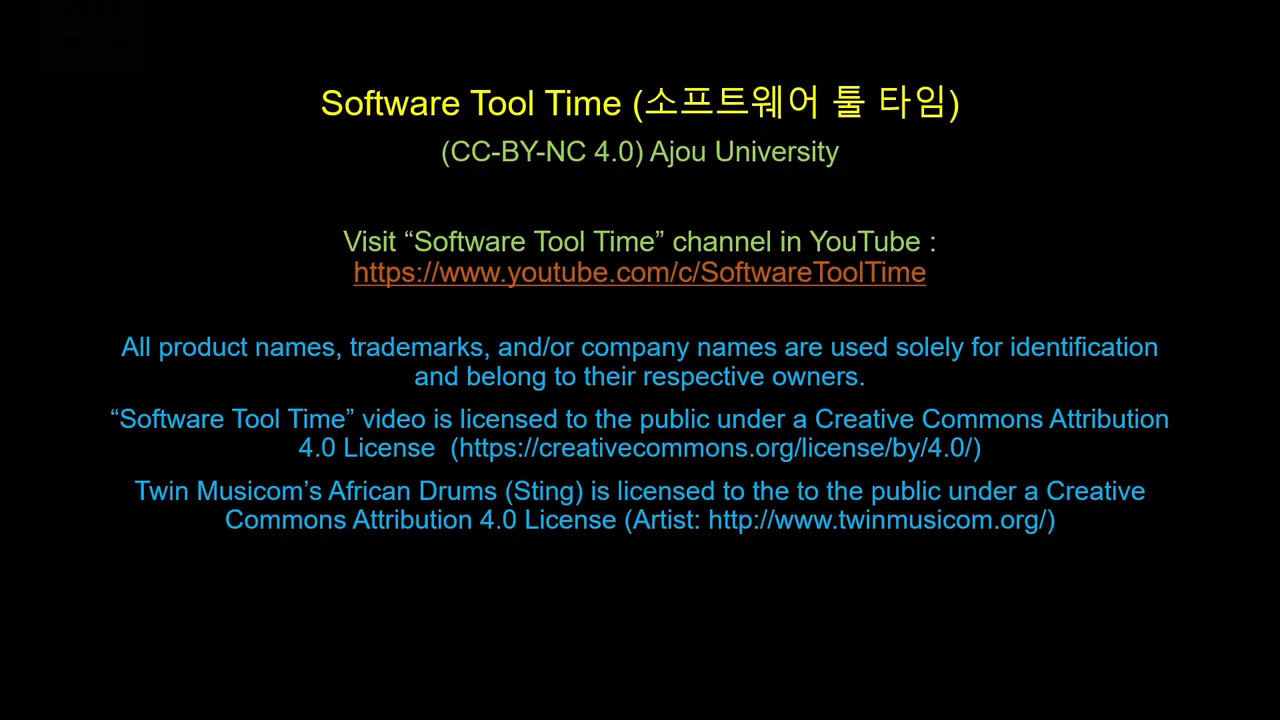 Software Tool Time (소프트웨어 툴 타임)
(CC-BY-NC 4.0) Ajou University
Visit “Software Tool Time” channel in YouTube :
https://www.youtube.com/c/SoftwareToolTime
All product names, trademarks, and/or company names are used solely for identification
and belong to their respective owners.
“Software Tool Time” video is licensed to the public under a Creative Commons Attribution
4.0 License  (https://creativecommons.org/license/by/4.0/)
Twin Musicom’s African Drums (Sting) is licensed to the to the public under a Creative
Commons Attribution 4.0 License (Artist: http://www.twinmusicom.org/)